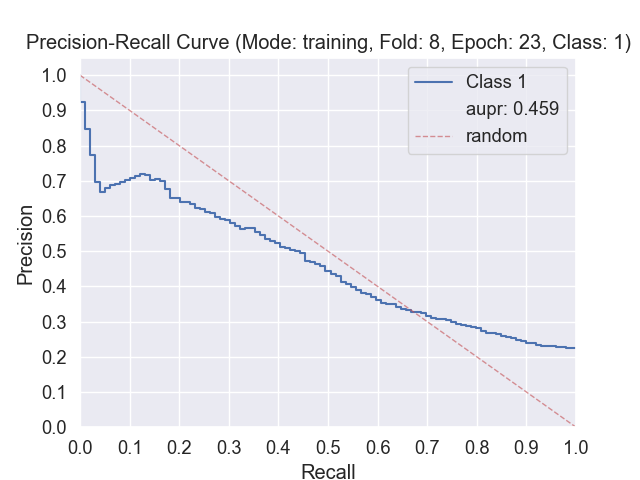 Precision-Recall Curve (Mode: training, Fold: 8, Epoch: 23, Class: 1)
1.0
0.9
0.8
0.7
0.6
0.5
0.4
0.3
0.2
0.1
0.0
Precision
Class 1
aupr: 0.459
random
0.0 0.1 0.2 0.3 0.4 0.5 0.6 0.7 0.8 0.9 1.0
Recall